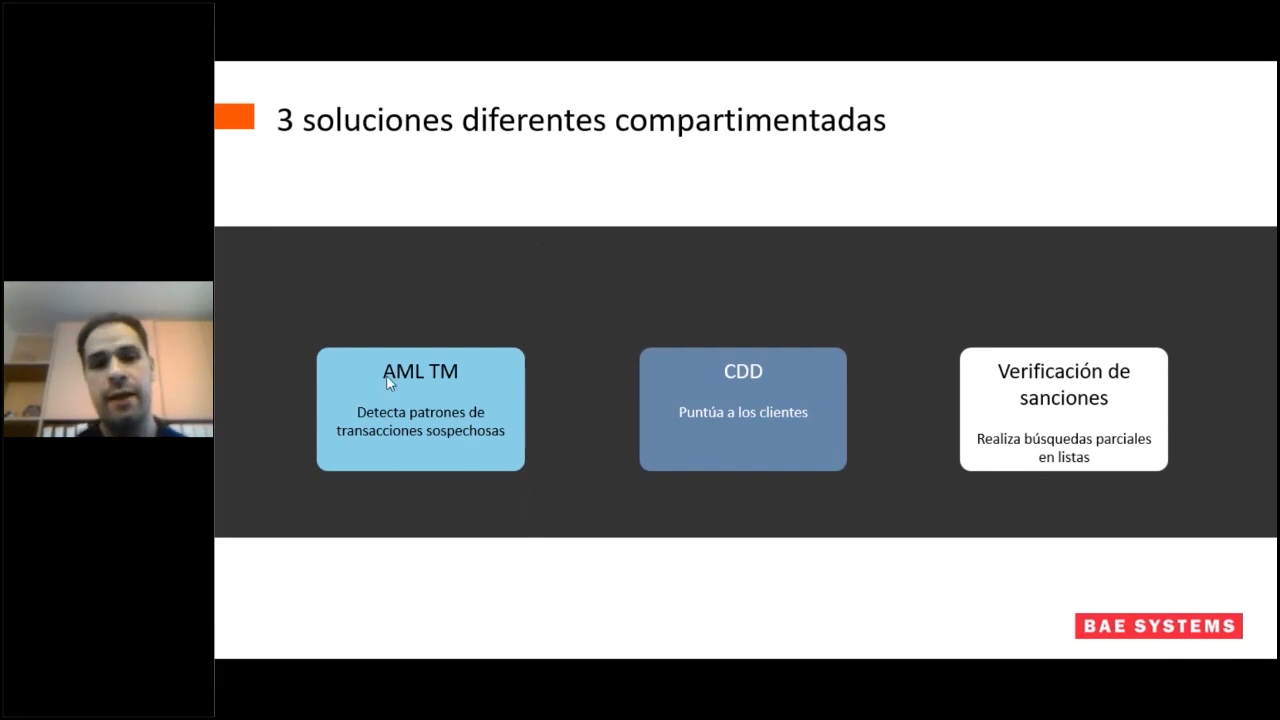 3 soluciones diferentes compartimentadas
AML TM
Detecta patrones de
transacciones sospechosas
CDD
Puntúa a los clientes
Verificación de
sanciones
Realiza búsquedas parciales
en listas
BAE SYSTEMS